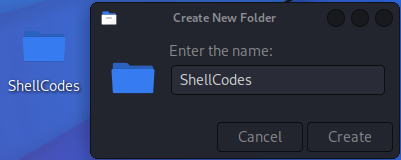 Create New Folder
Enter the name:
ShellCodes
ShellCodes
Cancel
Create